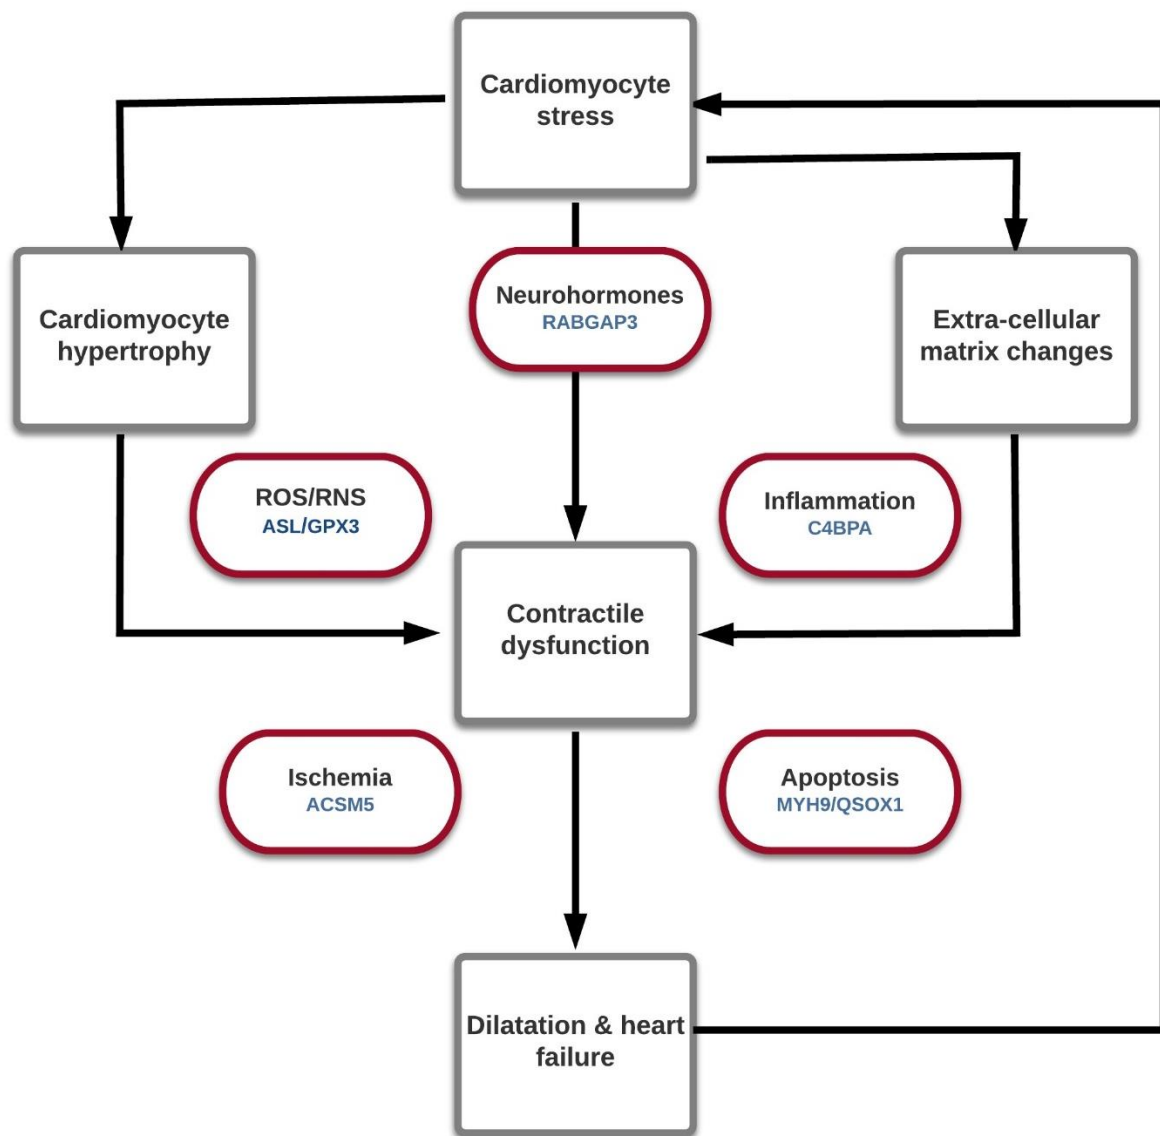 Cardiomyocyte
stress
Neurohormones
RABGAP3
Cardiomyocyte
hypertrophy
Extra-cellular
matrix changes
ROS/RNS
ASL/GPX3
Inflammation
C4BPA
Contractile
dysfunction
Ischemia
ACSM5
Apoptosis
MYH9/QSOX1
Dilatation & heart
failure